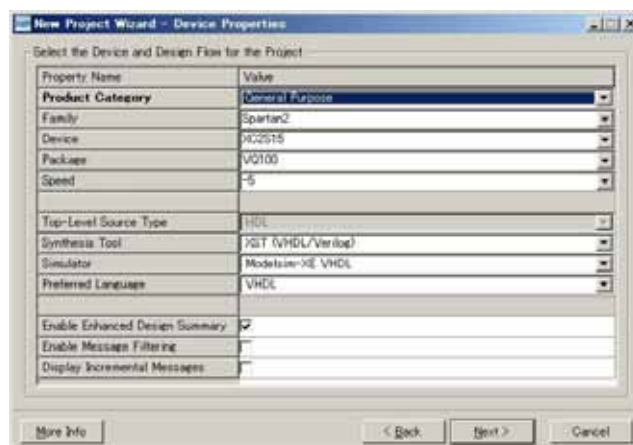 New Project Wizard - Device Properties
Select the Device and Design Flow for the Project
Property Name Value
Product Category General Purpose
Family Spartan2
Device XC2S15
Package VQ100
Speed -5
Top-Level Source Type HDL
Synthesis Tool XST (VHDL/Verilog)
Simulator Modelsim-XE VHDL
Preferred Language VHDL
Enable Enhanced Design Summary
Enable Message Filtering
Display Incremental Messages
More Info < Back Next > Cancel